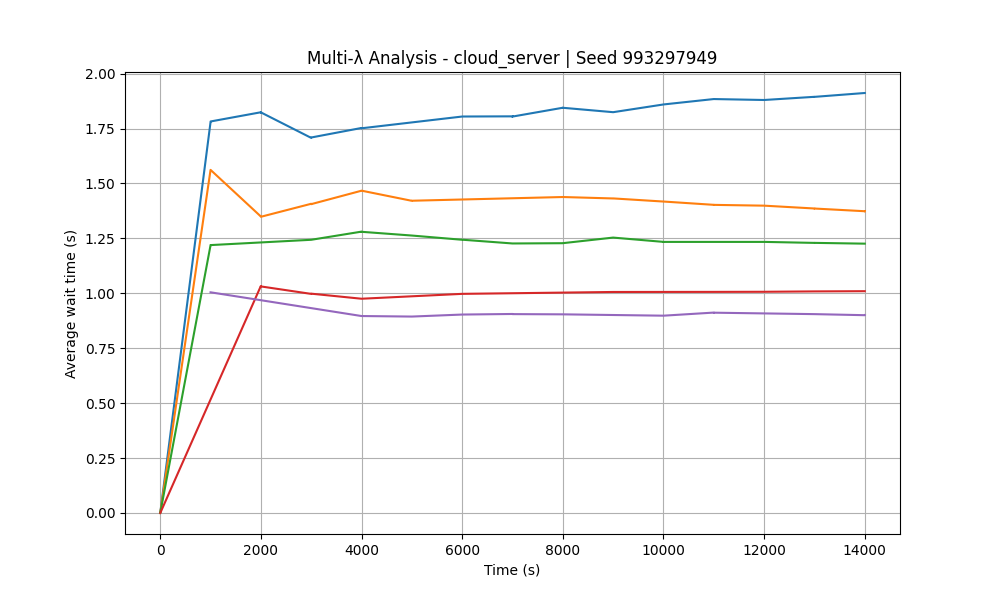 Multi-λ Analysis - cloud_server | Seed 993297949
Average wait time (s)
2.00
1.75
1.50
1.25
1.00
0.75
0.50
0.25
0.00
0 2000 4000 6000 8000 10000 12000 14000
Time (s)